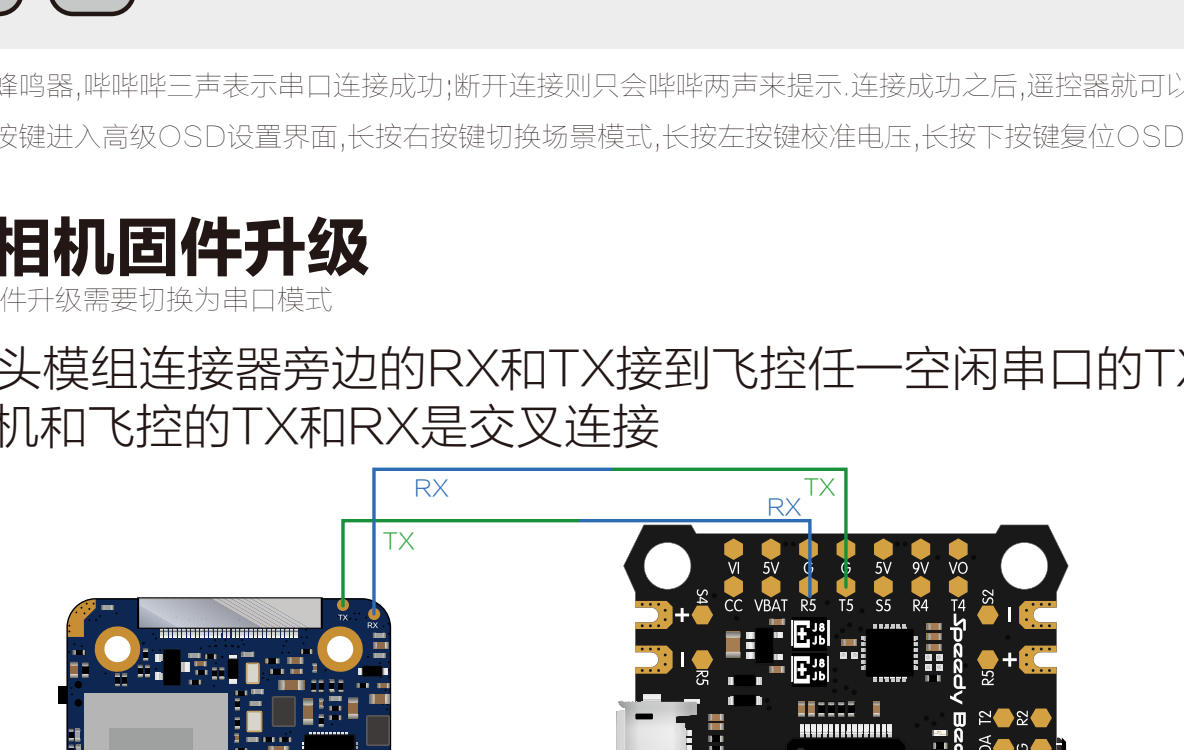 蜂鸣器,哔哔哔三声表示串口连接成功;断开连接则只会哔哔两声来提示.连接成功之后,遥控器就可以
按键进入高级OSD设置界面,长按右按键切换场景模式,长按左按键校准电压,长按下按键复位OSD
相机固件升级
件升级需要切换为串口模式
头模组连接器旁边的RX和TX接到飞控任一空闲串口的TX
机和飞控的TX和RX是交叉连接
RX
TX
RX
TX
VI 5V G G 5V 9V VO
S4 CC VBAT R5 T5 S5 R4 T4 S2
TX
RX
+
-
J8
Jb
-
R5
J8
Jb
R5
+
Speedy Bee
T2
R2